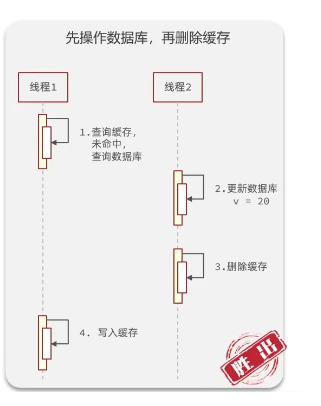 先操作数据库，再删除缓存
线程1
线程2
1.查询缓存，
未命中，
查询数据库
2.更新数据库
v = 20
3.删除缓存
4. 写入缓存
胜出